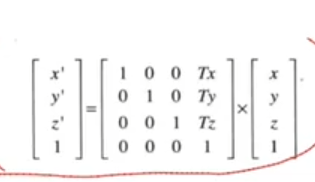 x' 1 0 0 Tx x
y' 0 1 0 Ty y
z' = 0 0 1 Tz × z
1 0 0 0 1 1